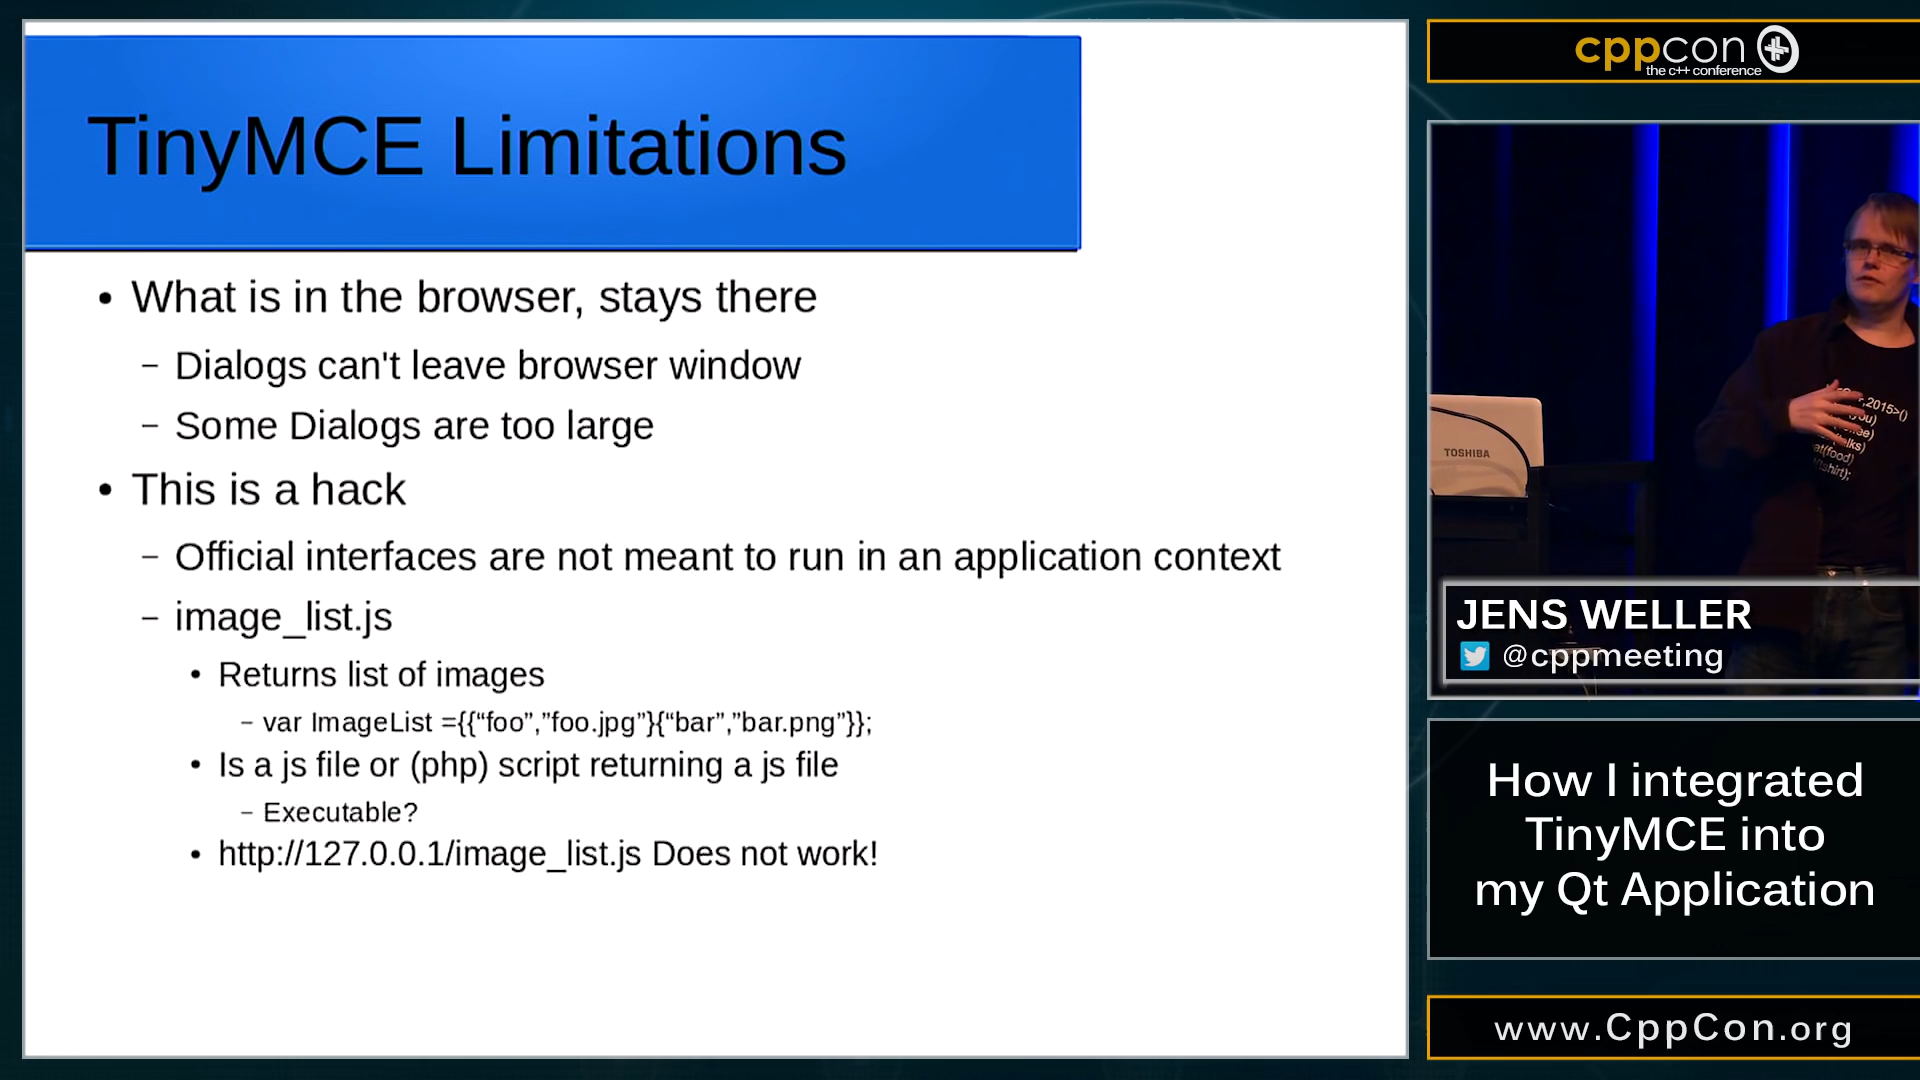 TinyMCE Limitations
• What is in the browser, stays there
– Dialogs can't leave browser window
– Some Dialogs are too large
• This is a hack
– Official interfaces are not meant to run in an application context
– image_list.js
• Returns list of images
– var ImageList ={{“foo”,”foo.jpg”}{“bar”,”bar.png”}};
• Is a js file or (php) script returning a js file
– Executable?
• http://127.0.0.1/image_list.js Does not work!
cppcon
the c++ conference
,2015>()
TOSHIBA
JENS WELLER
@cppmeeting
How I integrated
TinyMCE into
my Qt Application
www.CppCon.org